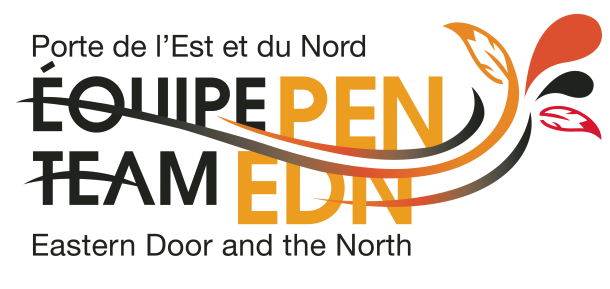 Porte de l'Est et du Nord
ÉQUIPE PEN
TEAM EDN
Eastern Door and the North